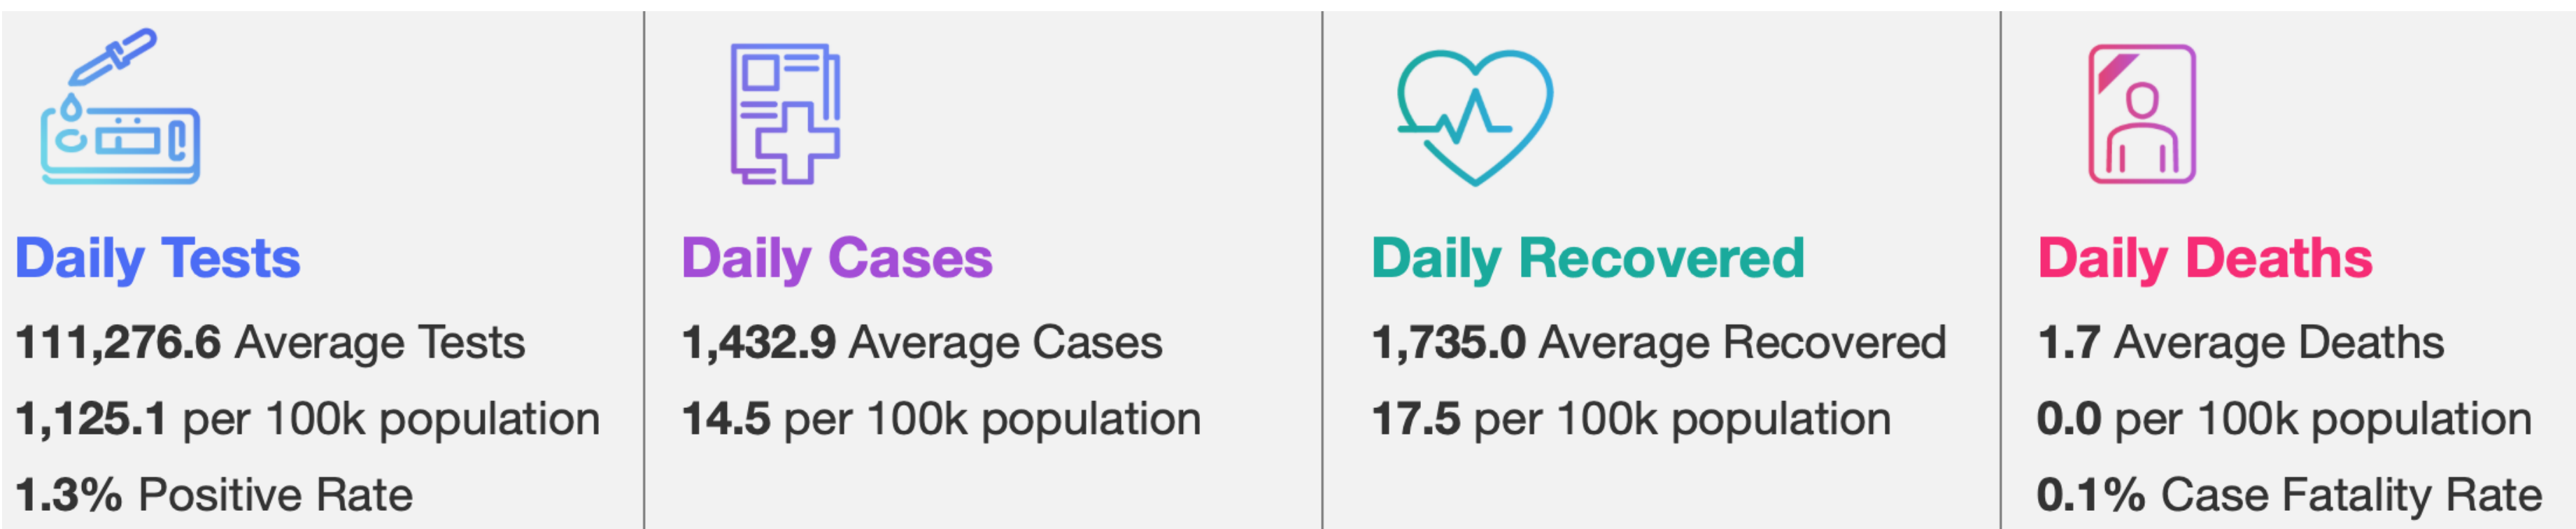 Daily Tests
111,276.6 Average Tests
1,125.1 per 100k population
1.3% Positive Rate
Daily Cases
1,432.9 Average Cases
14.5 per 100k population
Daily Recovered
1,735.0 Average Recovered
17.5 per 100k population
Daily Deaths
1.7 Average Deaths
0.0 per 100k population
0.1% Case Fatality Rate